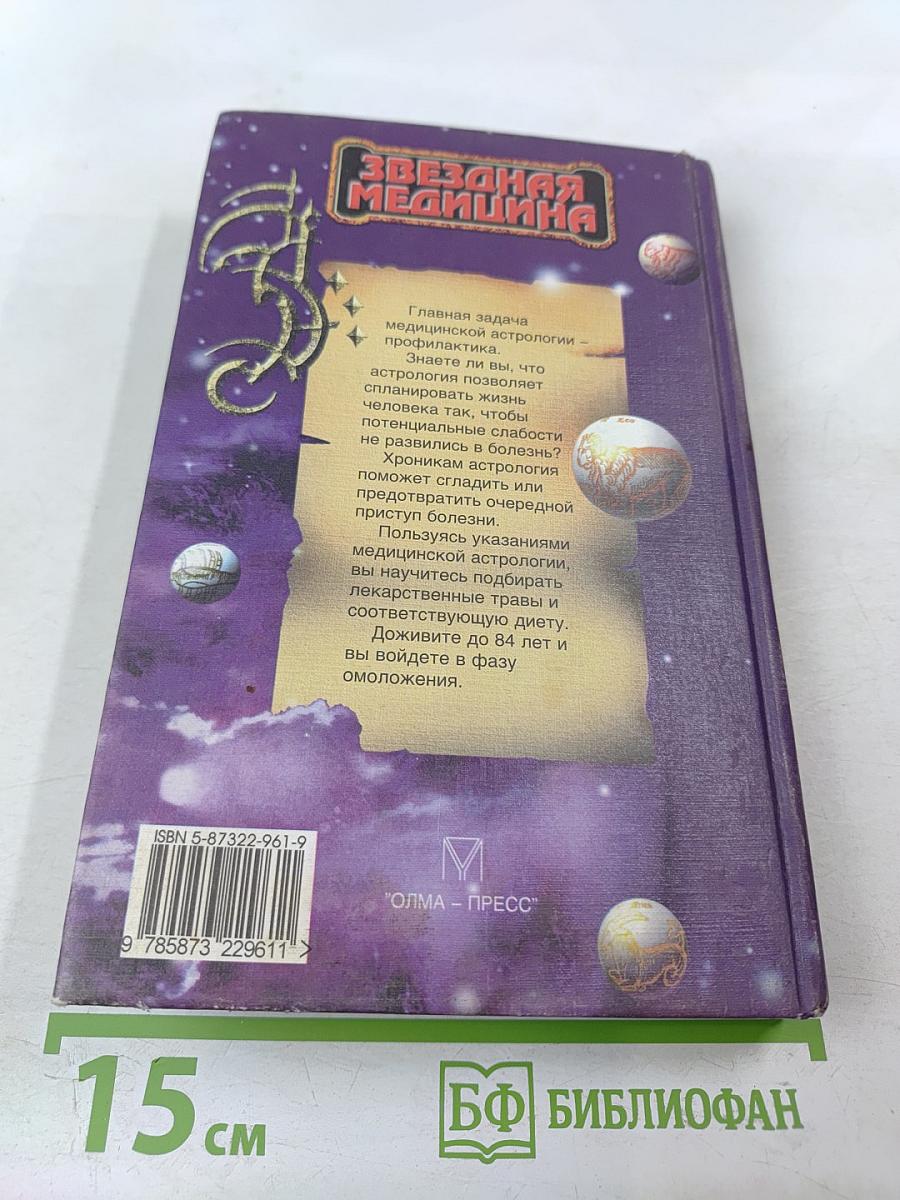 ЗВЕЗДНАЯ
МЕДИЦИНА
Главная задача
медицинской астрологии –
профилактика.
Знаете ли вы, что
астрология позволяет
спланировать жизнь
человека так, чтобы
потенциальные слабости
не развились в болезнь?
Хроникам астрология
поможет сгладить или
предотвратить очередной
приступ болезни.
Пользуясь указаниями
медицинской астрологии,
вы научитесь подбирать
лекарственные травы и
соответствующую диету.
Доживите до 84 лет и
вы войдете в фазу
омоложения.
ISBN 5-87322-961-9
9 785873 229611 >
"ОЛМА – ПРЕСС"
15 см
БФ БИБЛИОФАН